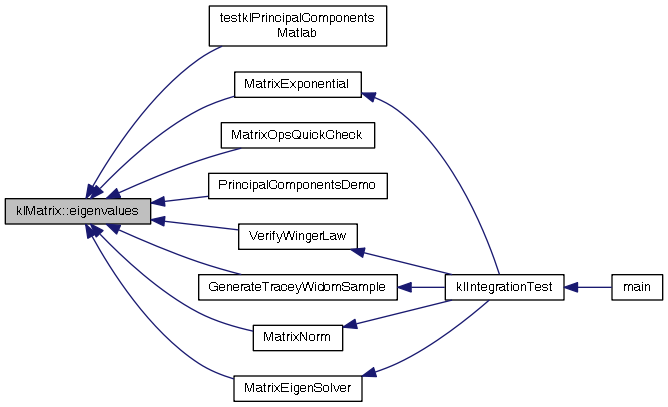 testklPrincipalComponents
Matlab
MatrixExponential
MatrixOpsQuickCheck
PrincipalComponentsDemo
klMatrix::eigenvalues
VerifyWingerLaw
GenerateTraceyWidomSample
klIntegrationTest
main
MatrixNorm
MatrixEigenSolver